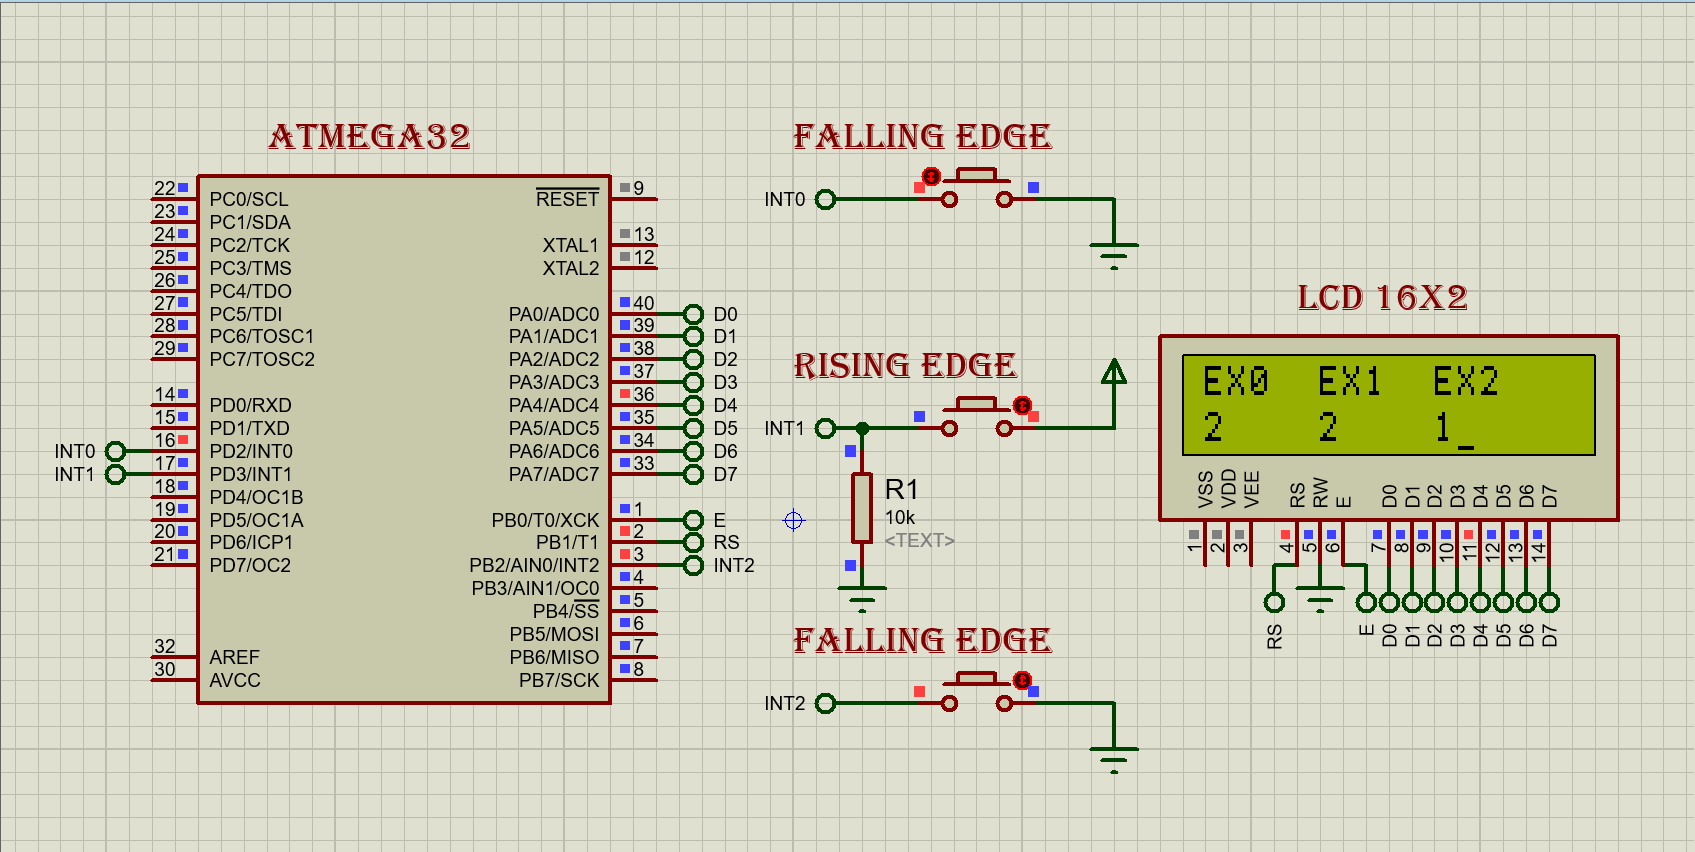 ATMEGA32
22 PC0/SCL
23 PC1/SDA
24 PC2/TCK
25 PC3/TMS
26 PC4/TDO
27 PC5/TDI
28 PC6/TOSC1
29 PC7/TOSC2
14 PD0/RXD
15 PD1/TXD
INT0 16 PD2/INT0
INT1 17 PD3/INT1
18 PD4/OC1B
19 PD5/OC1A
20 PD6/ICP1
21 PD7/OC2
32 AREF
30 AVCC
RESET 9
XTAL1 13
XTAL2 12
PA0/ADC0 40 D0
PA1/ADC1 39 D1
PA2/ADC2 38 D2
PA3/ADC3 37 D3
PA4/ADC4 36 D4
PA5/ADC5 35 D5
PA6/ADC6 34 D6
PA7/ADC7 33 D7
PB0/T0/XCK 1 E
PB1/T1 2 RS
PB2/AIN0/INT2 3 INT2
PB3/AIN1/OC0 4
PB4/SS 5
PB5/MOSI 6
PB6/MISO 7
PB7/SCK 8
FALLING EDGE
INT0
RISING EDGE
INT1
R1
10k
<TEXT>
FALLING EDGE
INT2
LCD 16X2
EX0 EX1 EX2
2 2 1_
VSS VDD VEE RS RW E D0 D1 D2 D3 D4 D5 D6 D7
1 2 3 4 5 6 7 8 9 10 11 12 13 14
RS E D0 D1 D2 D3 D4 D5 D6 D7